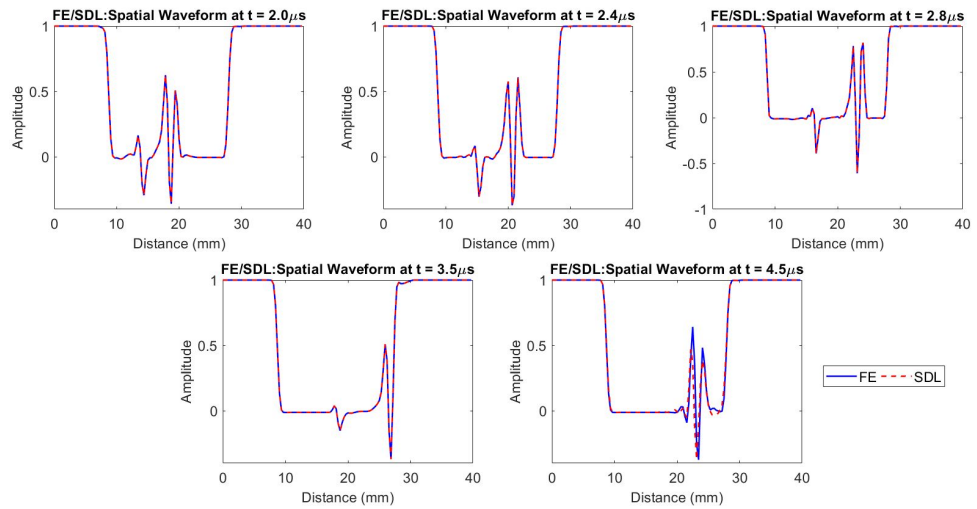 FE/SDL:Spatial Waveform at t = 2.0μs
FE/SDL:Spatial Waveform at t = 2.4μs
FE/SDL:Spatial Waveform at t = 2.8μs
1
0.5
0
Amplitude
0 10 20 30 40
Distance (mm)
1
0.5
0
Amplitude
0 10 20 30 40
Distance (mm)
1
0.5
0
-0.5
-1
Amplitude
0 10 20 30 40
Distance (mm)
FE/SDL:Spatial Waveform at t = 3.5μs
FE/SDL:Spatial Waveform at t = 4.5μs
1
0.5
0
Amplitude
0 10 20 30 40
Distance (mm)
1
0.5
0
Amplitude
0 10 20 30 40
Distance (mm)
FE SDL